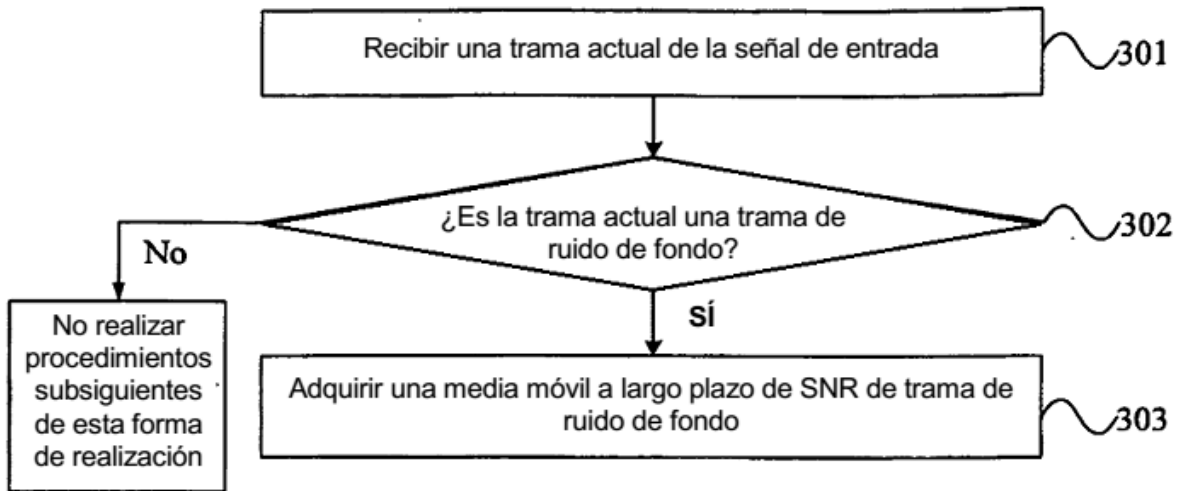 Recibir una trama actual de la señal de entrada
301
¿Es la trama actual una trama de
ruido de fondo?
302
No
SÍ
No realizar
procedimientos
subsiguientes
de esta forma
de realización
Adquirir una media móvil a largo plazo de SNR de trama de
ruido de fondo
303